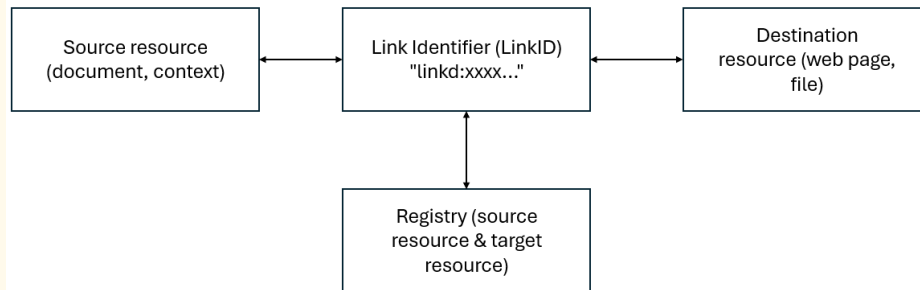 Source resource
(document, context)
Link Identifier (LinkID)
"linkd:xxxx..."
Destination
resource (web page,
file)
Registry (source
resource & target
resource)